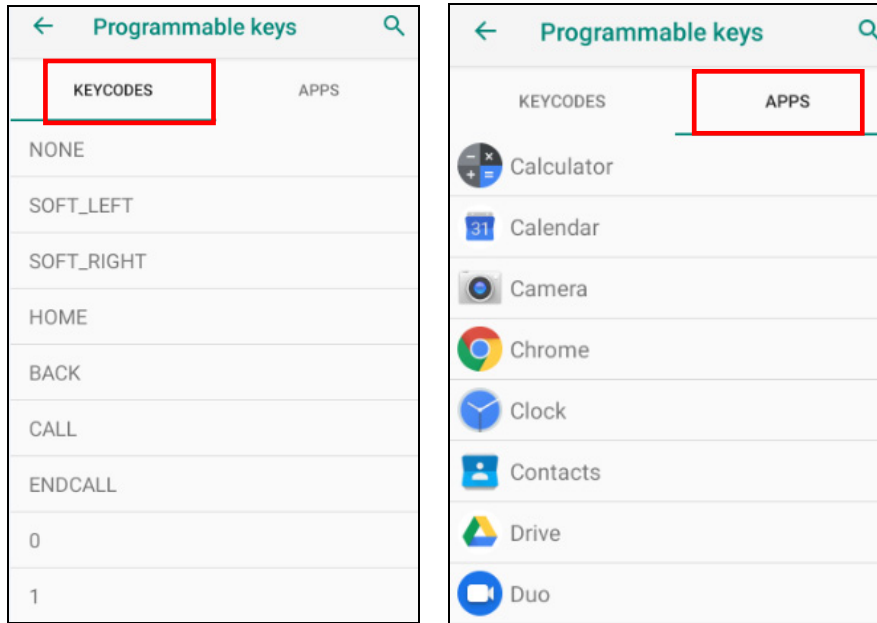 Programmable keys
KEYCODES APPS
NONE
SOFT_LEFT
SOFT_RIGHT
HOME
BACK
CALL
ENDCALL
0
1
Programmable keys
KEYCODES APPS
Calculator
31 Calendar
Camera
Chrome
Clock
Contacts
Drive
Duo